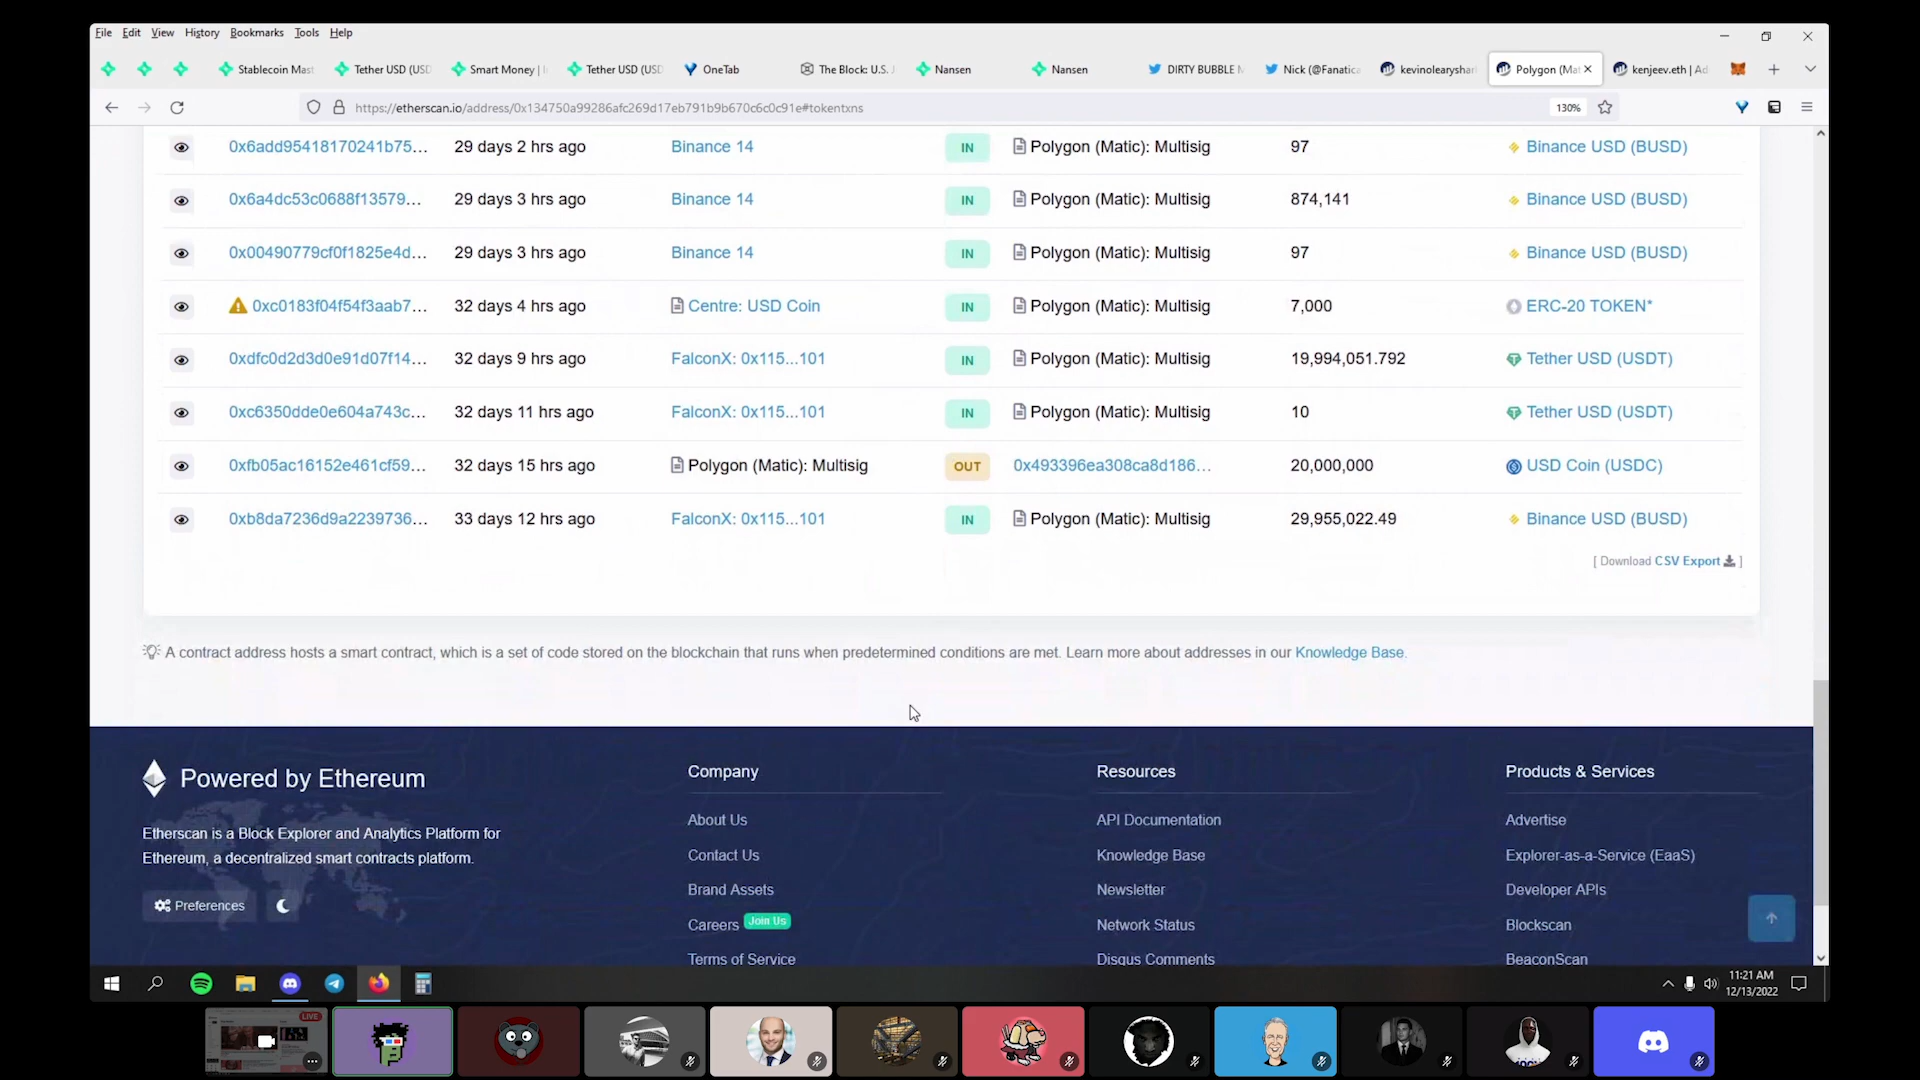 File Edit View History Bookmarks Tools Help
Stablecoin Mast Tether USD (USD Smart Money | I Tether USD (USD OneTab The Block: U.S. J Nansen Nansen DIRTY BUBBLE M Nick (@Fanatica kevinolearyshar Polygon (Mat kenjeev.eth | Ad
https://etherscan.io/address/0x134750a99286afc269d17eb791b9b670c6c0c91e#tokentxns 130%
0x6add95418170241b75... 29 days 2 hrs ago Binance 14 IN Polygon (Matic): Multisig 97 Binance USD (BUSD)
0x6a4dc53c0688f13579... 29 days 3 hrs ago Binance 14 IN Polygon (Matic): Multisig 874,141 Binance USD (BUSD)
0x00490779cf0f1825e4d... 29 days 3 hrs ago Binance 14 IN Polygon (Matic): Multisig 97 Binance USD (BUSD)
0xc0183f04f54f3aab7... 32 days 4 hrs ago Centre: USD Coin IN Polygon (Matic): Multisig 7,000 ERC-20 TOKEN*
0xdfc0d2d3d0e91d07f14... 32 days 9 hrs ago FalconX: 0x115...101 IN Polygon (Matic): Multisig 19,994,051.792 Tether USD (USDT)
0xc6350dde0e604a743c... 32 days 11 hrs ago FalconX: 0x115...101 IN Polygon (Matic): Multisig 10 Tether USD (USDT)
0xfb05ac16152e461cf59... 32 days 15 hrs ago Polygon (Matic): Multisig OUT 0x493396ea308ca8d186... 20,000,000 USD Coin (USDC)
0xb8da7236d9a2239736... 33 days 12 hrs ago FalconX: 0x115...101 IN Polygon (Matic): Multisig 29,955,022.49 Binance USD (BUSD)
[ Download CSV Export ]
A contract address hosts a smart contract, which is a set of code stored on the blockchain that runs when predetermined conditions are met. Learn more about addresses in our Knowledge Base.
Powered by Ethereum
Etherscan is a Block Explorer and Analytics Platform for
Ethereum, a decentralized smart contracts platform.
Preferences
Company
About Us
Contact Us
Brand Assets
Careers Join Us
Terms of Service
Resources
API Documentation
Knowledge Base
Newsletter
Network Status
Disqus Comments
Products & Services
Advertise
Explorer-as-a-Service (EaaS)
Developer APIs
Blockscan
BeaconScan
11:21 AM
12/13/2022
LIVE